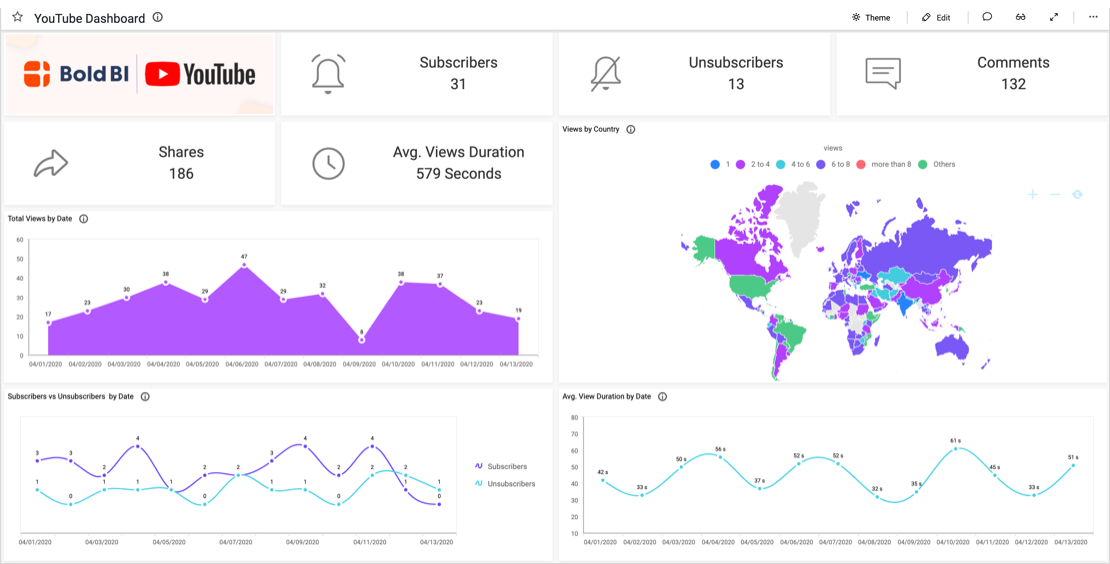 YouTube Dashboard
Theme
Edit
Bold BI
YouTube
Subscribers
31
Unsubscribers
13
Comments
132
Shares
186
Avg. Views Duration
579 Seconds
Views by Country
views
1 2 to 4 4 to 6 6 to 8 more than 8 Others
Total Views by Date
60
50
40
30
20
10
0
17 23 30 38 29 47 29 32 8 38 37 23 19
04/01/2020 04/02/2020 04/03/2020 04/04/2020 04/05/2020 04/06/2020 04/07/2020 04/08/2020 04/09/2020 04/10/2020 04/11/2020 04/12/2020 04/13/2020
Subscribers vs Unsubscribers by Date
3 3 2 4 1 2 2 3 4 2 4 1 0
1 0 1 1 1 0 2 1 1 0 2 2 1
Subscribers
Unsubscribers
04/01/2020 04/03/2020 04/05/2020 04/07/2020 04/09/2020 04/11/2020 04/13/2020
Avg. View Duration by Date
80
70
60
50
40
30
20
10
42 s 33 s 50 s 56 s 37 s 52 s 52 s 32 s 35 s 61 s 45 s 33 s 51 s
04/01/2020 04/02/2020 04/03/2020 04/04/2020 04/05/2020 04/06/2020 04/07/2020 04/08/2020 04/09/2020 04/10/2020 04/11/2020 04/12/2020 04/13/2020